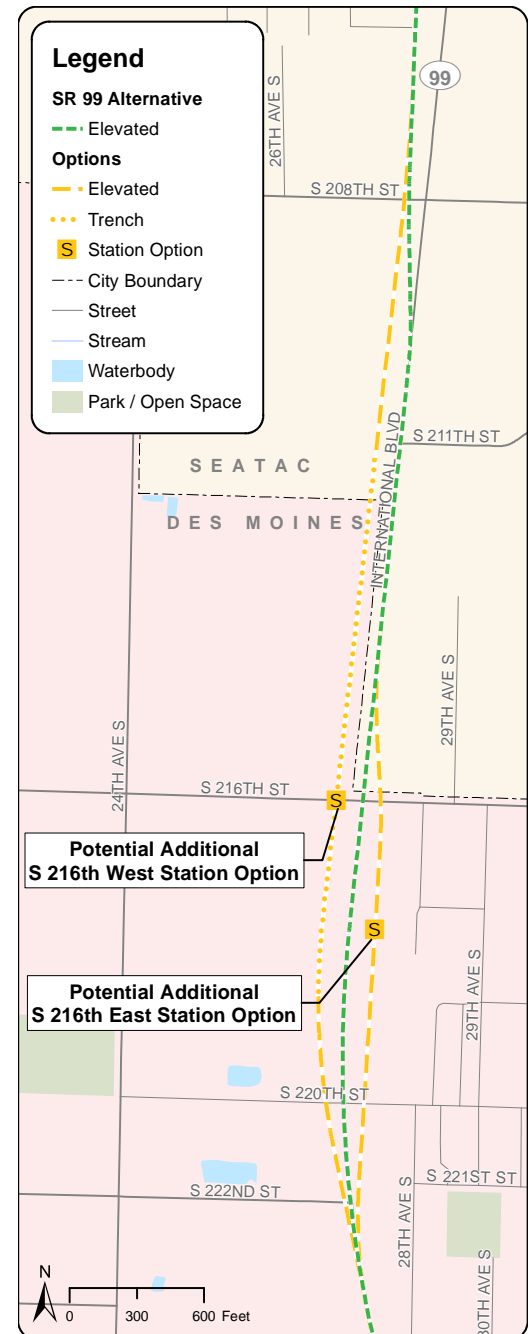 Legend
SR 99 Alternative
Elevated
Options
Elevated
Trench
S Station Option
City Boundary
Street
Stream
Waterbody
Park / Open Space
26TH AVE S
99
S 208TH ST
S 211TH ST
INTERNATIONAL BLVD
SEATAC
DES MOINES
24TH AVE S
29TH AVE S
S 216TH ST
S
Potential Additional
S 216th West Station Option
S
Potential Additional
S 216th East Station Option
29TH AVE S
S 220TH ST
S 221ST ST
S 222ND ST
28TH AVE S
30TH AVE S
N
0 300 600 Feet